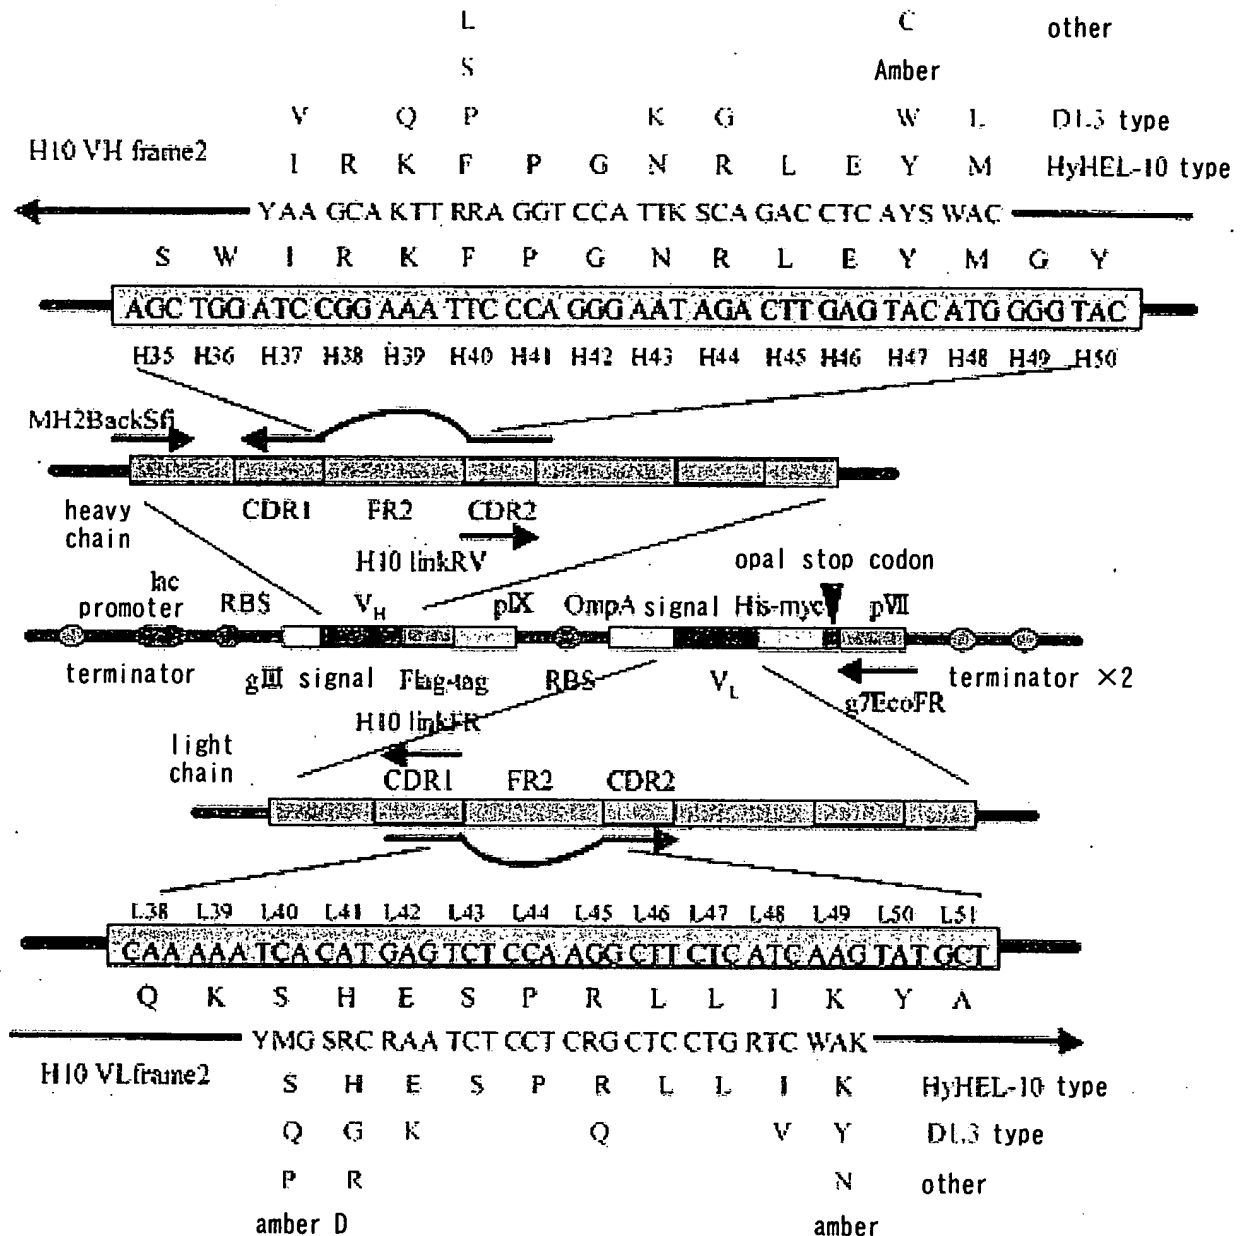 L C other
S Amber
V Q P K G W L D1.3 type
H10 VH frame2
I R K F P G N R L E Y M HyHEL-10 type
YAA GCA KTT RRA GGT CCA TTK SCA GAC CTC AYS WAC
S W I R K F P G N R L E Y M G Y
AGC TGG ATC CGG AAA TTC CCA GGG AAT AGA CTT GAG TAC ATG GGG TAC
H35 H36 H37 H38 H39 H40 H41 H42 H43 H44 H45 H46 H47 H48 H49 H50
MH2BackSfi
CDR1 FR2 CDR2
heavy chain
H10 linkRV
opal stop codon
lac promoter RBS VH pIX OmpA signal His-myc pVII
terminator gIII signal Flag-tag RBS VL terminator ×2
g7EcoFR
H10 linkFR
light chain
CDR1 FR2 CDR2
L38 L39 L40 L41 L42 L43 L44 L45 L46 L47 L48 L49 L50 L51
CAA AAA TCA CAT GAG TCT CCA AGG CTT CTC ATC AAG TAT GCT
Q K S H E S P R L L I K Y A
YMG SRC RAA TCT CCT CRG CTC CTG RTC WAK
H10 VLframe2
S H E S P R L L I K HyHEL-10 type
Q G K Q V Y D1.3 type
P R N other
amber D amber